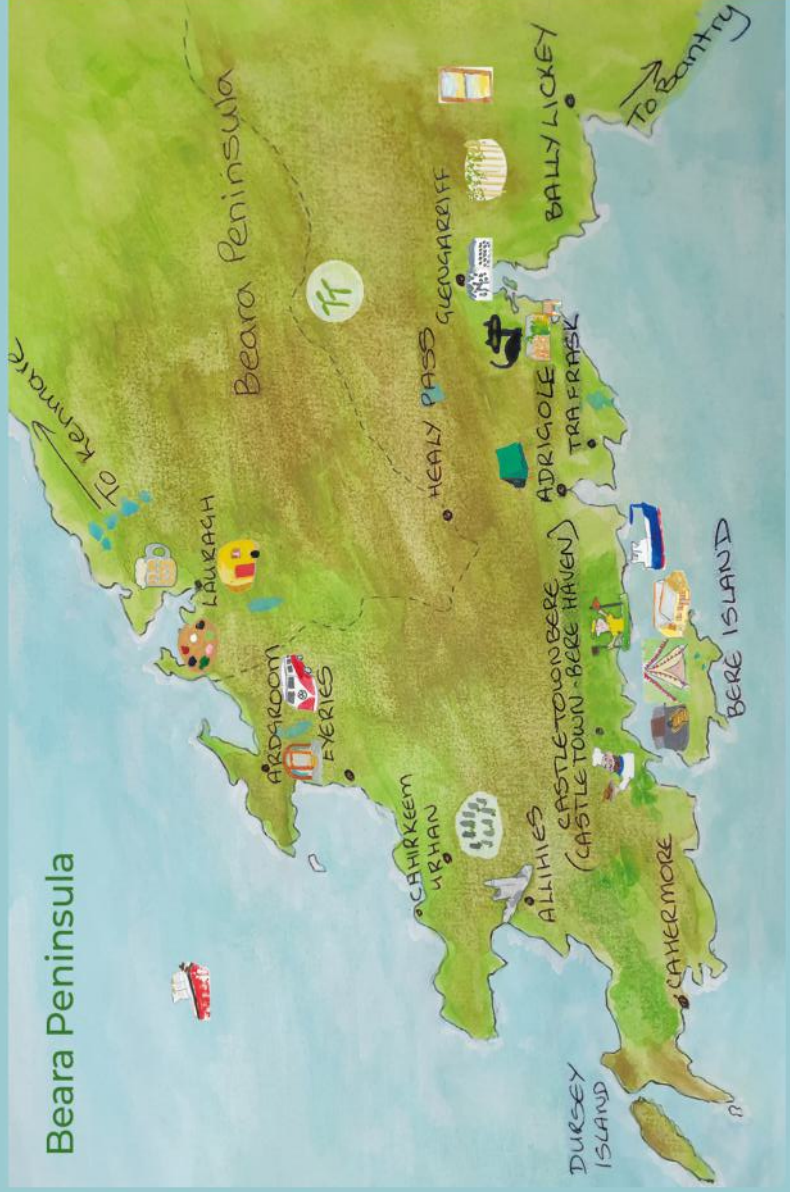 Beara Peninsula
To Kenmare
Beara Peninsula
LAURAGH
ARDGROOM
EYERIES
HEALY PASS
GLENGARRIFF
BALLYLICKEY
To Bantry
CAHIRKEEM
URHAN
ADRIGOLE
TRAFRASK
ALLIHIES
CASTLETOWNBERE
(CASTLETOWN-BERE HAVEN)
BERE ISLAND
CAHERMORE
DURSEY
ISLAND